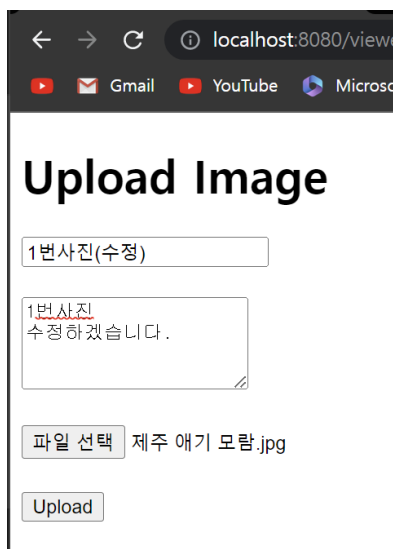 localhost:8080/viewe
Gmail YouTube Microsc
Upload Image
1번사진(수정)
1번사진
수정하겠습니다.
파일 선택 제주 애기 모람.jpg
Upload